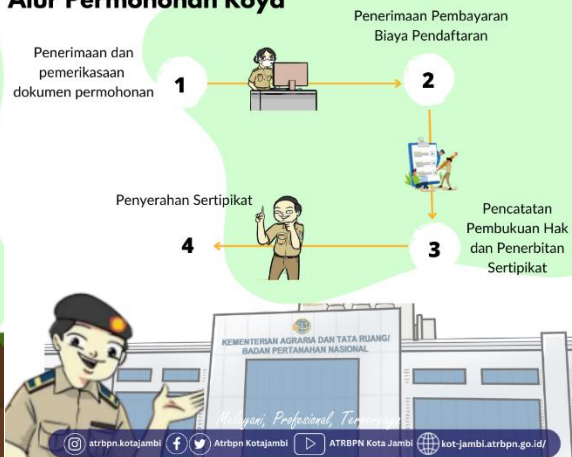 Alur Permohonan Roya
Penerimaan dan
pemerikasaan
dokumen permohonan
1
Penerimaan Pembayaran
Biaya Pendaftaran
2
Pencatatan
Pembukuan Hak
dan Penerbitan
Sertipikat
3
Penyerahan Sertipikat
4
KEMENTERIAN AGRARIA DAN TATA RUANG/
BADAN PERTANAHAN NASIONAL
Melayani, Profesional, Terpercaya
atrbpn.kotajambi
Atrbpn Kotajambi
ATRBPN Kota Jambi
kot-jambi.atrbpn.go.id/